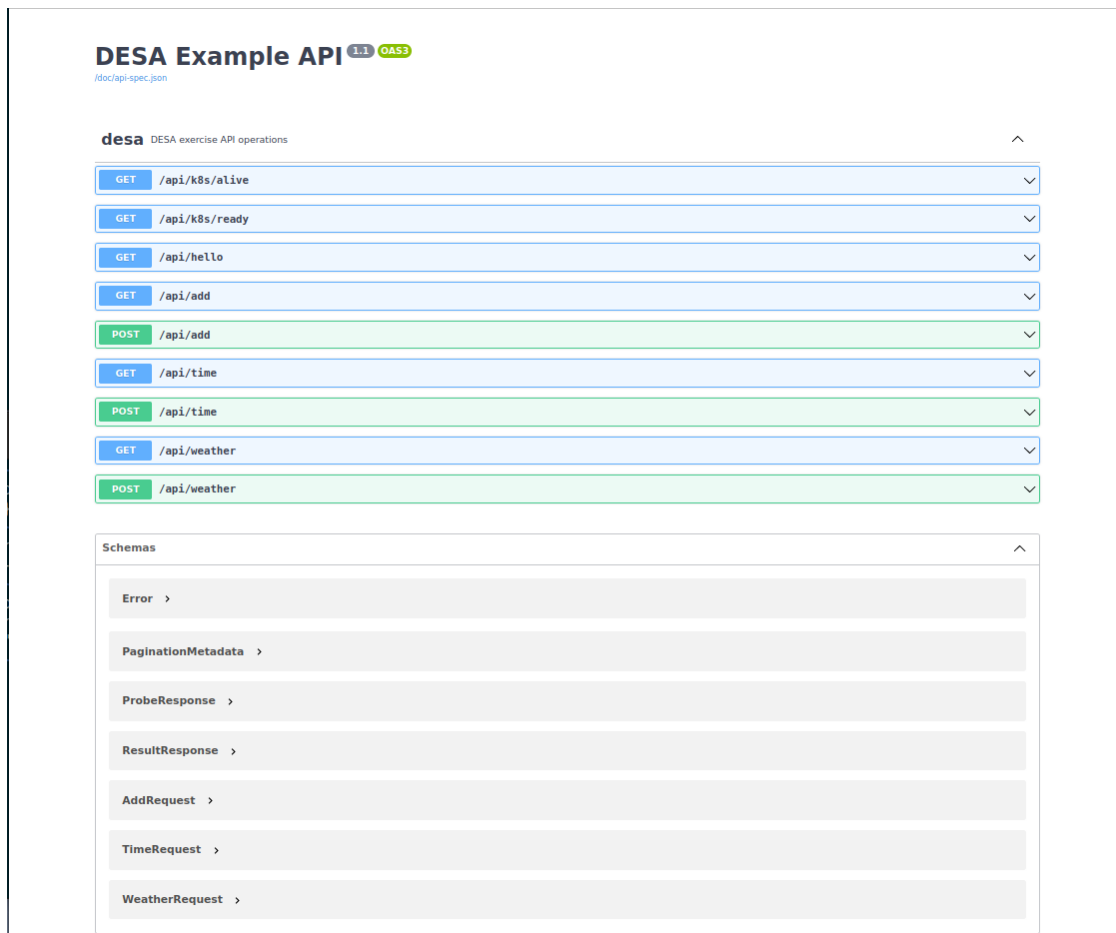 DESA Example API 1.1 OAS3
/doc/api-spec.json
desa DESA exercise API operations
GET /api/k8s/alive
GET /api/k8s/ready
GET /api/hello
GET /api/add
POST /api/add
GET /api/time
POST /api/time
GET /api/weather
POST /api/weather
Schemas
Error
PaginationMetadata
ProbeResponse
ResultResponse
AddRequest
TimeRequest
WeatherRequest